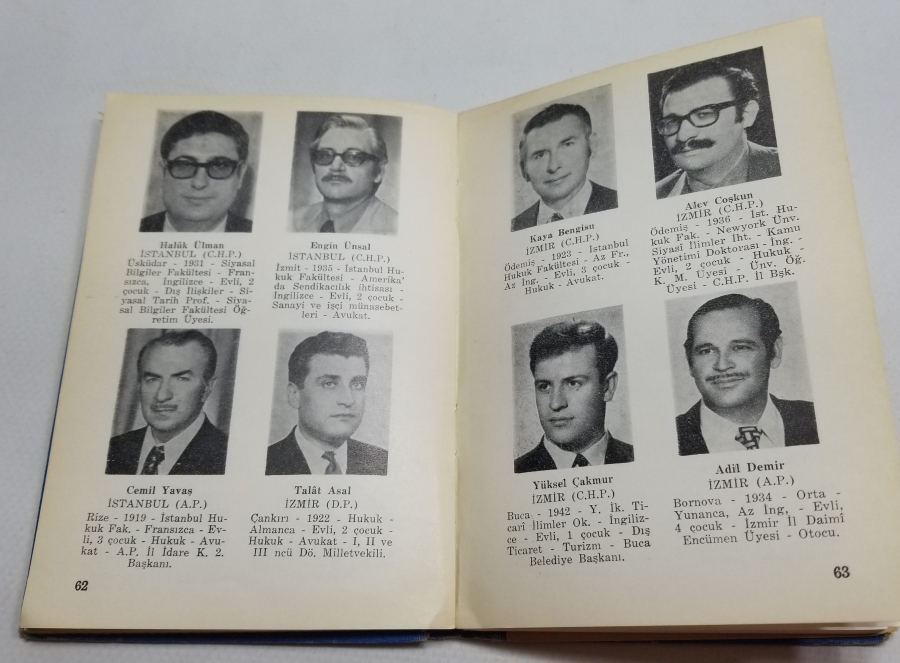 Halûk Ülman
İSTANBUL (C.H.P.)
Üsküdar - 1931 - Siyasal
Bilgiler Fakültesi - Fran-
sızca, İngilizce - Evli, 2
çocuk - Dış İlişkiler - Si-
yasal Tarih Prof. - Siya-
sal Bilgiler Fakültesi Öğ-
retim Üyesi.
Engin Ünsal
İSTANBUL (C.H.P.)
İzmit - 1935 - İstanbul Hu-
kuk Fakültesi - Amerika'
da Sendikacılık ihtisası -
İngilizce - Evli, 2 çocuk -
Sanayi ve işçi münasebet-
leri - Avukat.
Cemil Yavaş
İSTANBUL (A.P.)
Rize - 1919 - İstanbul Hu-
kuk Fak. - Fransızca - Ev-
li, 3 çocuk - Hukuk - Avu-
kat - A.P. İl İdare K. 2.
Başkanı.
Talât Asal
İZMİR (D.P.)
Çankırı - 1922 - Hukuk -
Almanca - Evli, 2 çocuk
Hukuk - Avukat - I, II ve
III ncü Dö. Milletvekili.
62
Kaya Bengisu
İZMİR (C.H.P.)
Ödemiş - 1923 - İstanbul
Hukuk Fakültesi - Az Fr.,
Az İng. - Evli, 3 çocuk -
Hukuk - Avukat.
Alev Coşkun
İZMİR (C.H.P.)
Ödemiş - 1936 - İst. Hu-
kuk Fak. - Newyork Ünv.
Siyasi İlimler İht. - Kamu
Yönetimi Doktorası - İng. -
Evli, 2 çocuk - Hukuk -
K. M. Üyesi - Ünv. Öğ.
Üyesi - C.H.P. İl Bşk.
Yüksel Çakmur
İZMİR (C.H.P.)
Buca - 1942 - Y. İk. Ti-
cari İlimler Ok. - İngiliz-
ce - Evli, 1 çocuk - Dış
Ticaret - Turizm - Buca
Belediye Başkanı.
Adil Demir
İZMİR (A.P.)
Bornova - 1934 - Orta -
Yunanca, Az İng, - Evli,
4 çocuk - İzmir İl Daimi
Encümen Üyesi - Otocu.
63